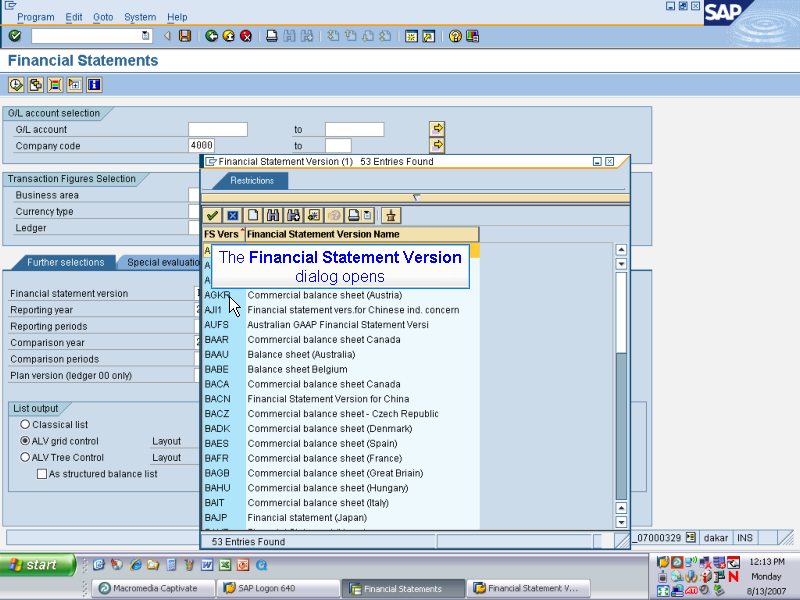 Program Edit Goto System Help
SAP
Financial Statements
G/L account selection
G/L account to
Company code 4000 to
Financial Statement Version (1) 53 Entries Found
Restrictions
Transaction Figures Selection
Business area
Currency type
Ledger
FS Vers Financial Statement Version Name
The Financial Statement Version
dialog opens
Further selections Special evaluatio
Financial statement version
Reporting year
Reporting periods
Comparison year
Comparison periods
Plan version (ledger 00 only)
AGKR Commercial balance sheet (Austria)
AJI1 Financial statement vers.for Chinese ind. concern
AUFS Australian GAAP Financial Statement Versi
BAAR Commercial balance sheet Canada
BAAU Balance sheet (Australia)
BABE Balance sheet Belgium
BACA Commercial balance sheet Canada
BACN Financial Statement Version for China
BACZ Commercial balance sheet - Czech Republic
BADK Commercial balance sheet (Denmark)
BAES Commercial balance sheet (Spain)
BAFR Commercial balance sheet (France)
BAGB Commercial balance sheet (Great Briain)
BAHU Commercial balance sheet (Hungary)
BAIT Commercial balance sheet (Italy)
BAJP Financial statement (Japan)
List output
Classical list
ALV grid control Layout
ALV Tree Control Layout
As structured balance list
53 Entries Found
_07000329 dakar INS
start
Macromedia Captivate
SAP Logon 640
Financial Statements
Financial Statement V...
12:13 PM
Monday
8/13/2007